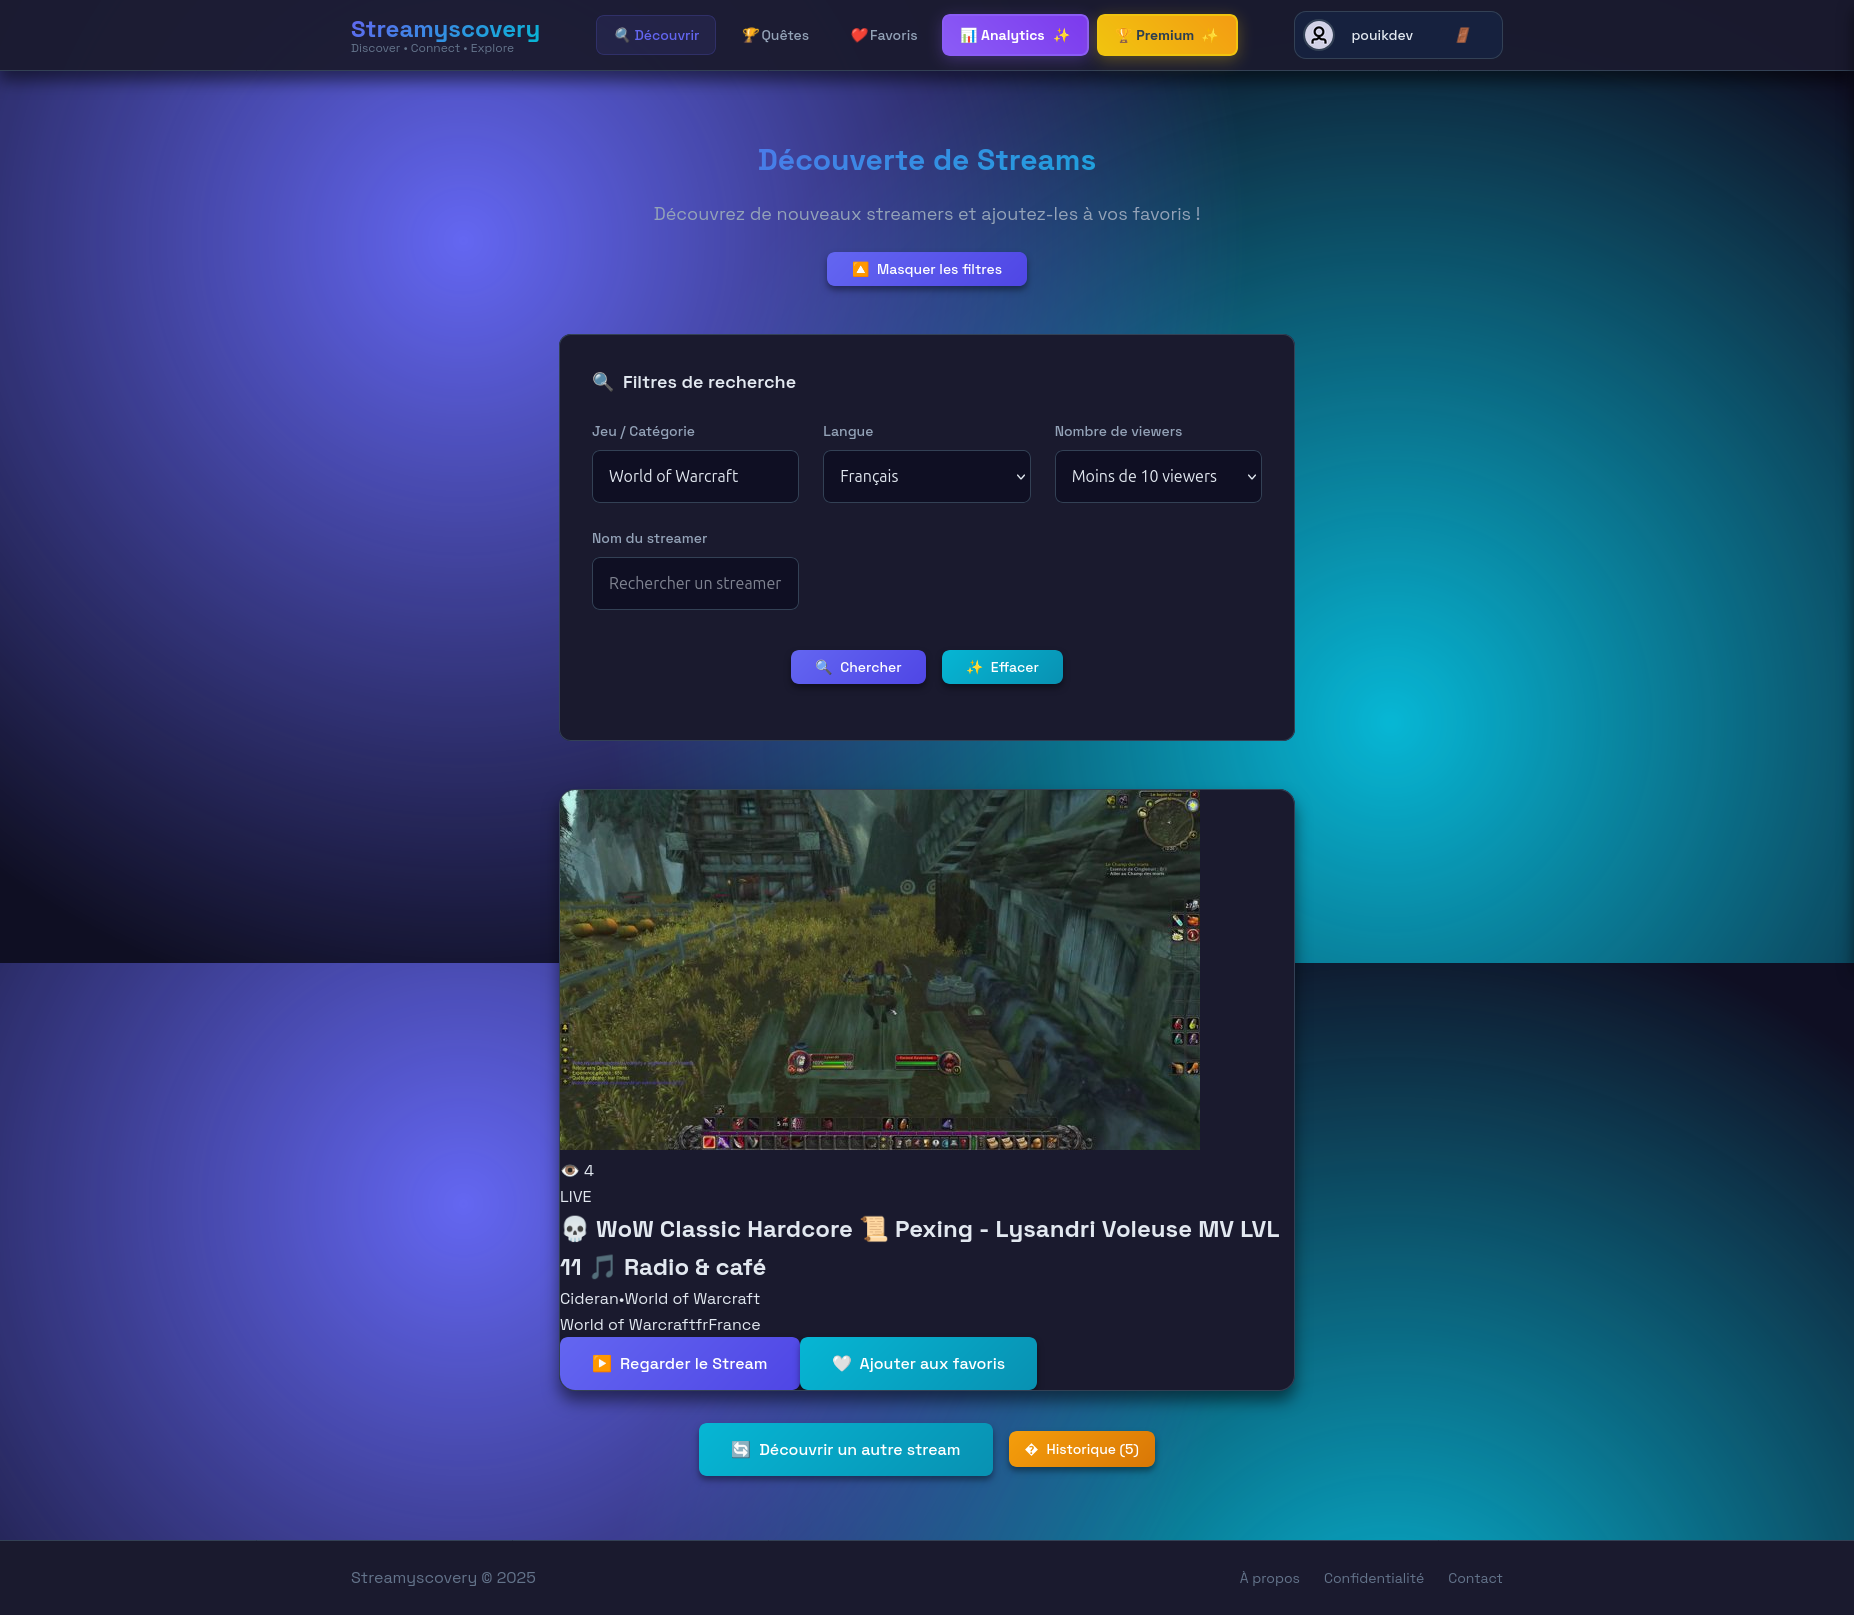 Streamyscovery
Discover • Connect • Explore
🔍 Découvrir
🏆 Quêtes
❤️ Favoris
📊 Analytics ✨
🏆 Premium ✨
pouikdev
🚪
Découverte de Streams
Découvrez de nouveaux streamers et ajoutez-les à vos favoris !
🔼 Masquer les filtres
🔍 Filtres de recherche
Jeu / Catégorie
Langue
Nombre de viewers
World of Warcraft
Français
Moins de 10 viewers
Nom du streamer
Rechercher un streamer
🔍 Chercher
✨ Effacer
👁️ 4
LIVE
💀 WoW Classic Hardcore 📜 Pexing - Lysandri Voleuse MV LVL
11 🎵 Radio & café
Cideran•World of Warcraft
World of WarcraftfrFrance
▶️ Regarder le Stream
🤍 Ajouter aux favoris
🔄 Découvrir un autre stream
� Historique (5)
Streamyscovery © 2025
À propos
Confidentialité
Contact